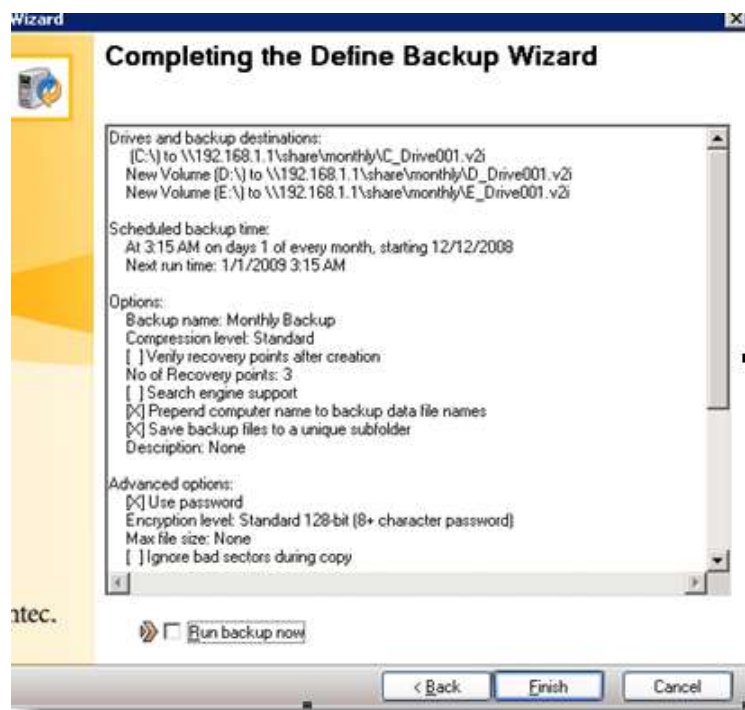 Wizard
Completing the Define Backup Wizard
Drives and backup destinations:
(C:\) to \\192.168.1.1\share\monthly\C_Drive001.v2i
New Volume (D:\) to \\192.168.1.1\share\monthly\D_Drive001.v2i
New Volume (E:\) to \\192.168.1.1\share\monthly\E_Drive001.v2i
Scheduled backup time:
At 3:15 AM on days 1 of every month, starting 12/12/2008
Next run time: 1/1/2009 3:15 AM
Options:
Backup name: Monthly Backup
Compression level: Standard
[ ] Verify recovery points after creation
No of Recovery points: 3
[ ] Search engine support
[X] Prepend computer name to backup data file names
[X] Save backup files to a unique subfolder
Description: None
Advanced options:
[X] Use password
Encryption level: Standard 128-bit (8+ character password)
Max file size: None
[ ] Ignore bad sectors during copy
ntec.
Run backup now
< Back
Finish
Cancel